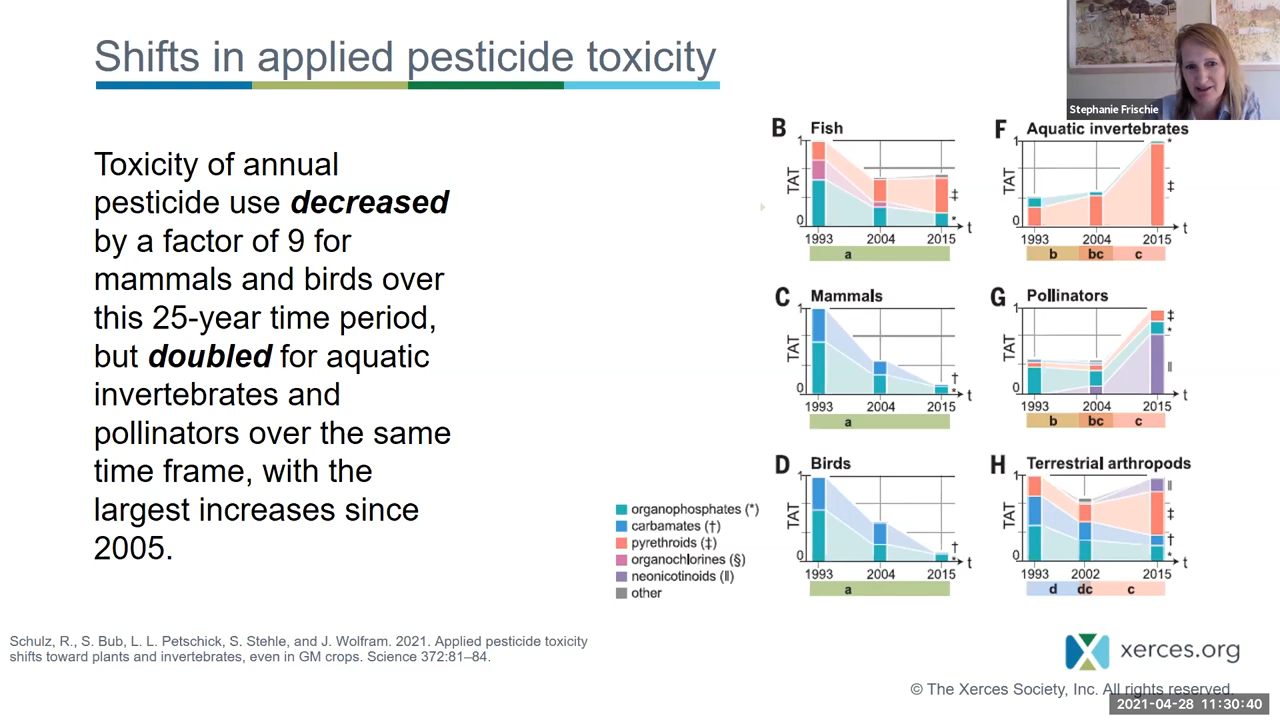 Shifts in applied pesticide toxicity
Stephanie Frischie
Toxicity of annual
pesticide use decreased
by a factor of 9 for
mammals and birds over
this 25-year time period,
but doubled for aquatic
invertebrates and
pollinators over the same
time frame, with the
largest increases since
2005.
B Fish
1
TAT
0
‡
*
t
1993 2004 2015
a
F Aquatic invertebrates
1
TAT
0
*
‡
t
1993 2004 2015
b bc c
C Mammals
1
TAT
0
†
*
t
1993 2004 2015
a
G Pollinators
1
TAT
0
‡
*
‖
t
1993 2004 2015
b bc c
D Birds
1
TAT
0
†
*
t
1993 2004 2015
a
H Terrestrial arthropods
1
TAT
0
‖
‡
†
*
t
1993 2002 2015
d dc c
organophosphates (*)
carbamates (†)
pyrethroids (‡)
organochlorines (§)
neonicotinoids (‖)
other
Schulz, R., S. Bub, L. L. Petschick, S. Stehle, and J. Wolfram. 2021. Applied pesticide toxicity
shifts toward plants and invertebrates, even in GM crops. Science 372:81–84.
xerces.org
© The Xerces Society, Inc. All rights reserved.
2021-04-28 11:30:40